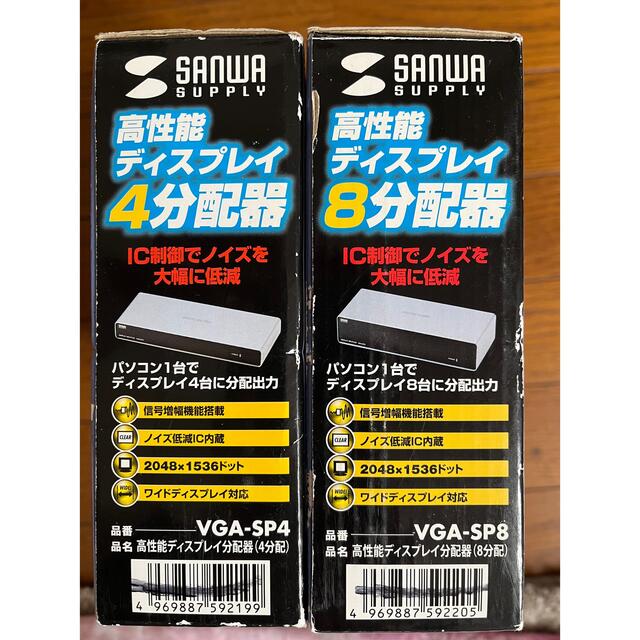 SANWA
SUPPLY
高性能
ディスプレイ
4分配器
IC制御でノイズを
大幅に低減
パソコン1台で
ディスプレイ4台に分配出力
信号増幅機能搭載
CLEAR
ノイズ低減IC内蔵
2048×1536ドット
WIDE!
ワイドディスプレイ対応
品番 VGA-SP4
品名 高性能ディスプレイ分配器(4分配)
4 969887 592199
SANWA
SUPPLY
高性能
ディスプレイ
8分配器
IC制御でノイズを
大幅に低減
パソコン1台で
ディスプレイ8台に分配出力
信号増幅機能搭載
CLEAR
ノイズ低減IC内蔵
2048×1536ドット
WIDE!
ワイドディスプレイ対応
品番 VGA-SP8
品名 高性能ディスプレイ分配器(8分配)
4 969887 592205